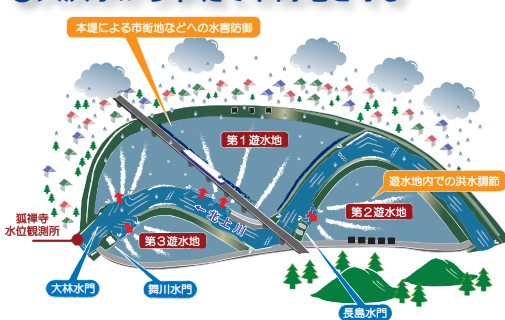 本堤による市街地などへの水害防御
第1遊水地
遊水地内での洪水調節
第2遊水地
←北上川
狐禅寺
水位観測所
第3遊水地
大林水門
舞川水門
長島水門